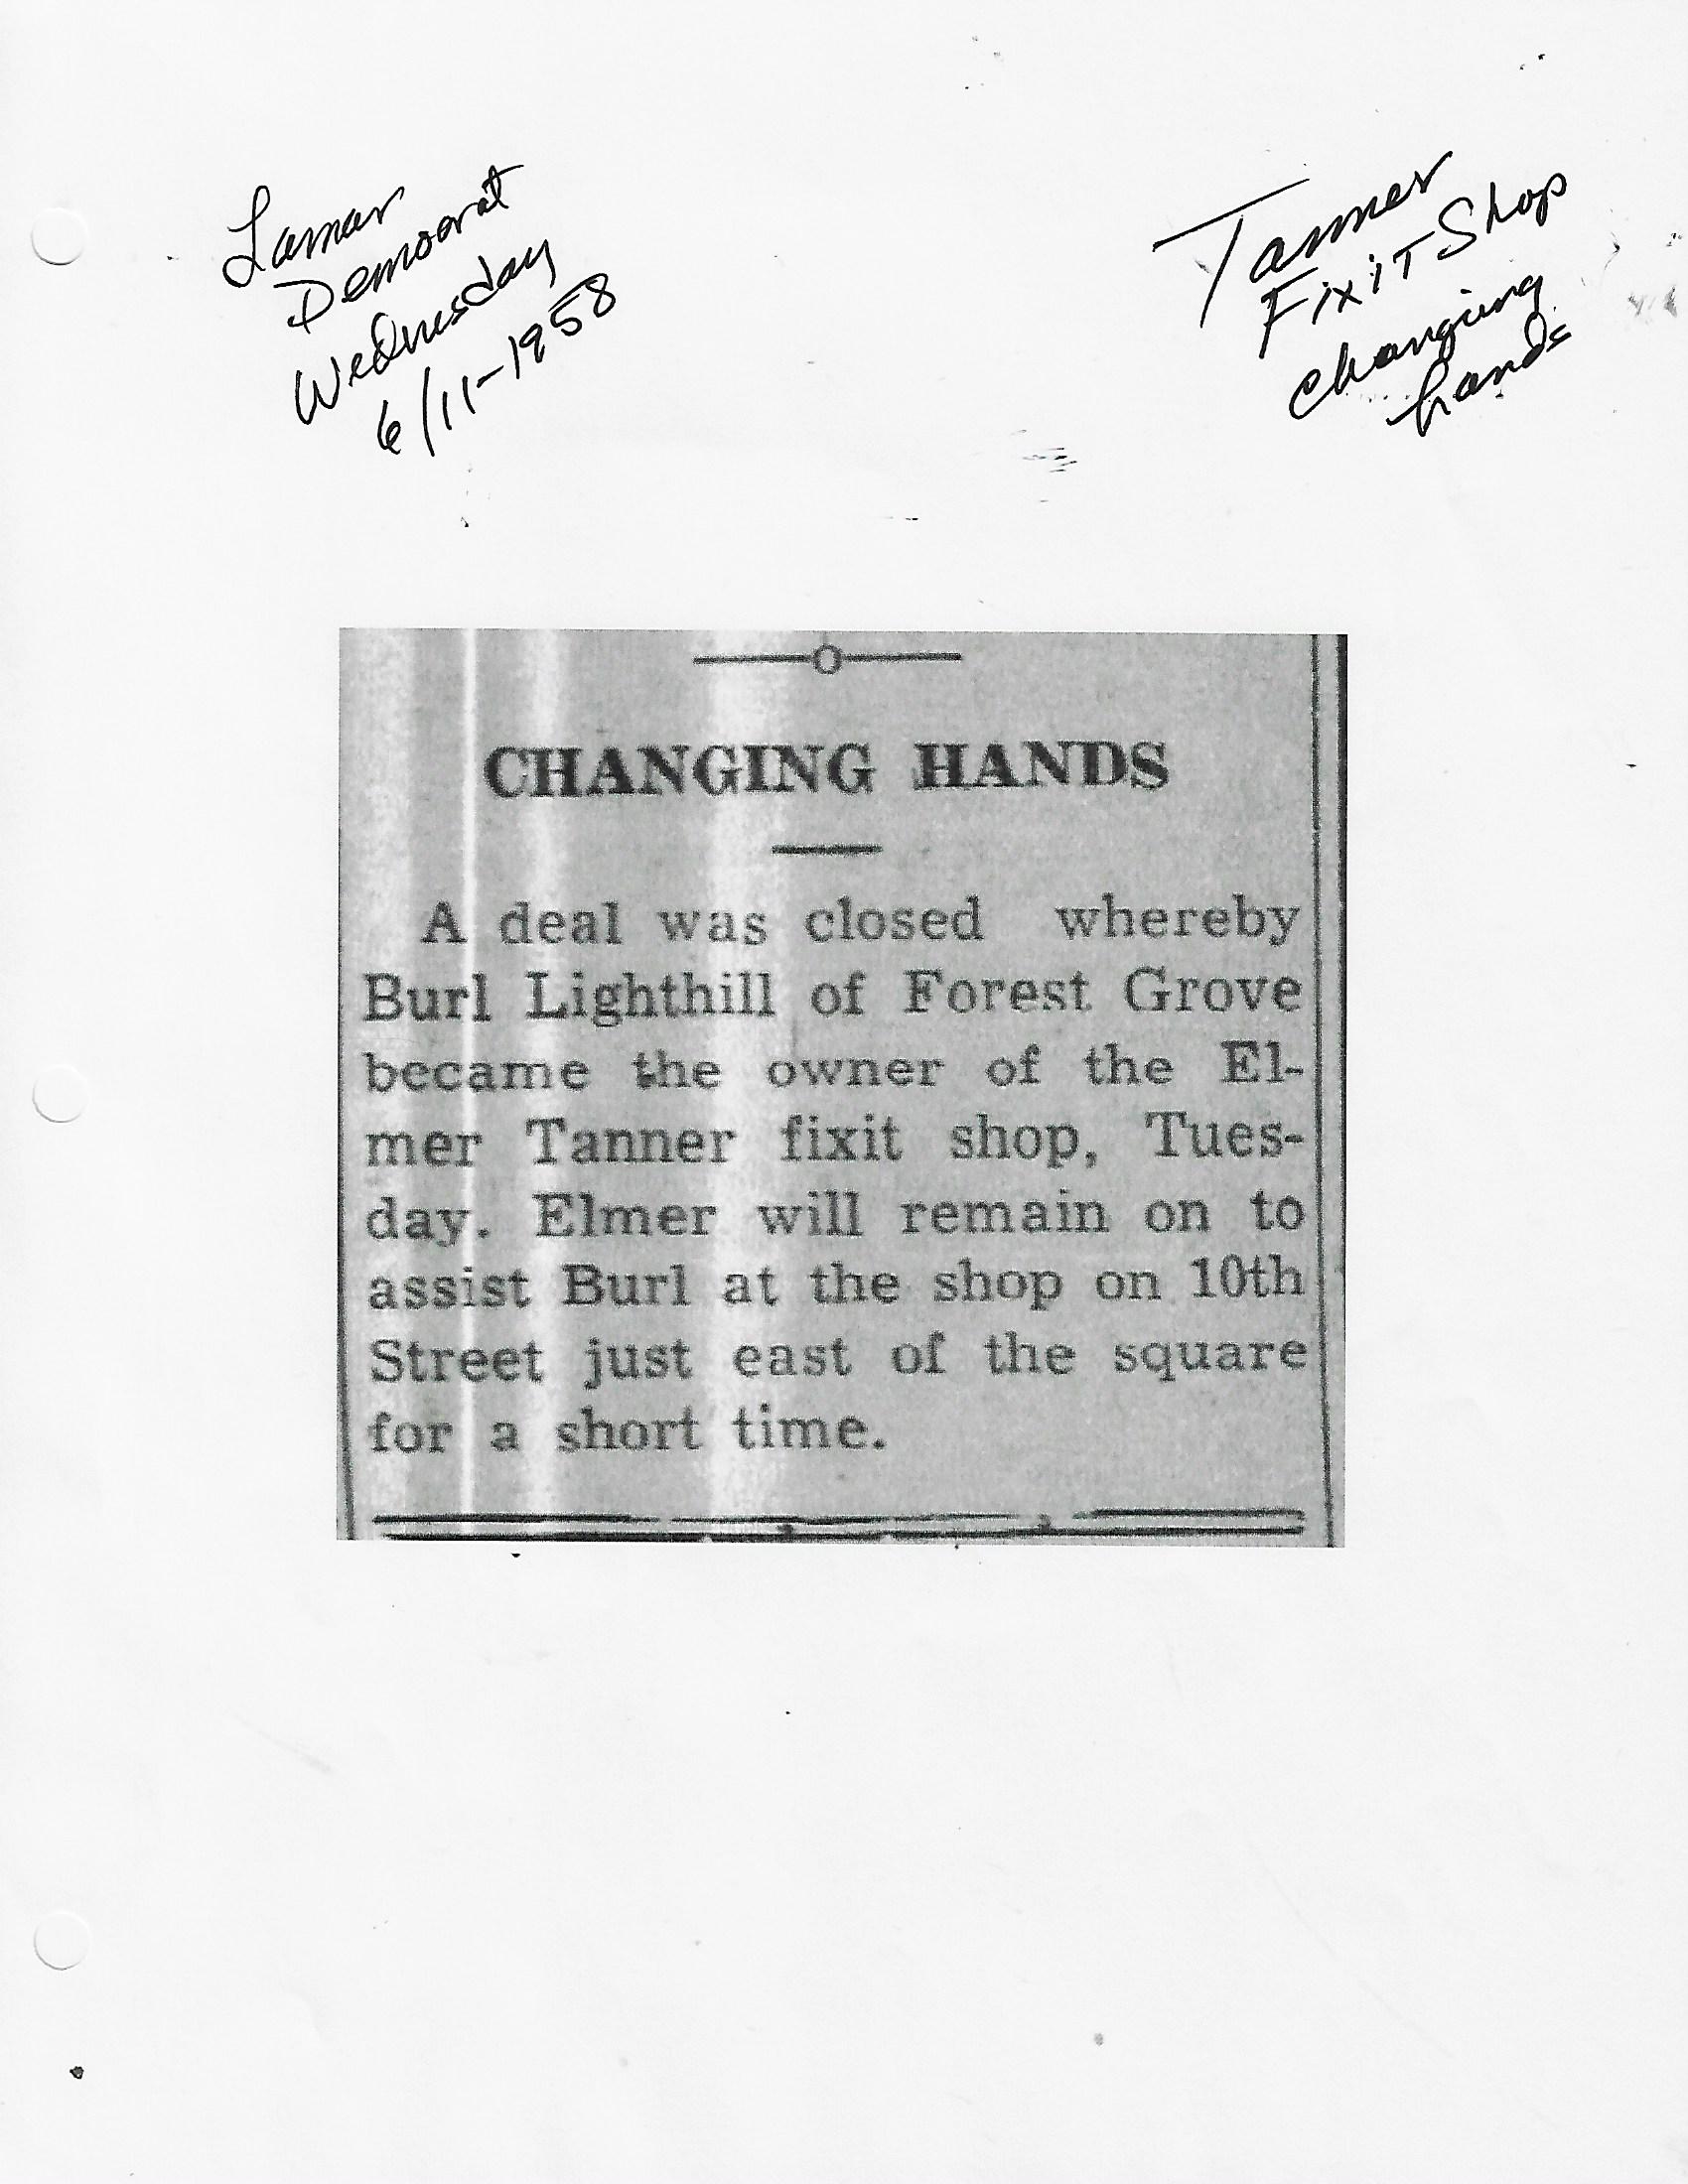 Lamar
Democrat
Wednesday
6/11-1958
Tanner
FixiT Shop
changing
hands
CHANGING HANDS
A deal was closed whereby
Burl Lighthill of Forest Grove
became the owner of the El-
mer Tanner fixit shop, Tues-
day. Elmer will remain on to
assist Burl at the shop on 10th
Street just east of the square
for a short time.